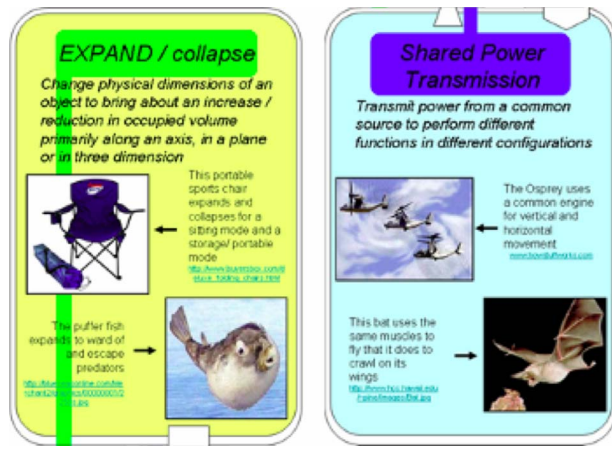 EXPAND / collapse
Change physical dimensions of an
object to bring about an increase /
reduction in occupied volume
primarily along an axis, in a plane
or in three dimension
This portable
sports chair
expands and
collapses for a
sitting mode and a
storage/ portable
mode
The puffer fish
expands to ward of
and escape
predators
Shared Power
Transmission
Transmit power from a common
source to perform different
functions in different configurations
The Osprey uses
a common engine
for vertical and
horizontal
movement
www.howstuffworks.com
This bat uses the
same muscles to
fly that it does to
crawl on its
wings